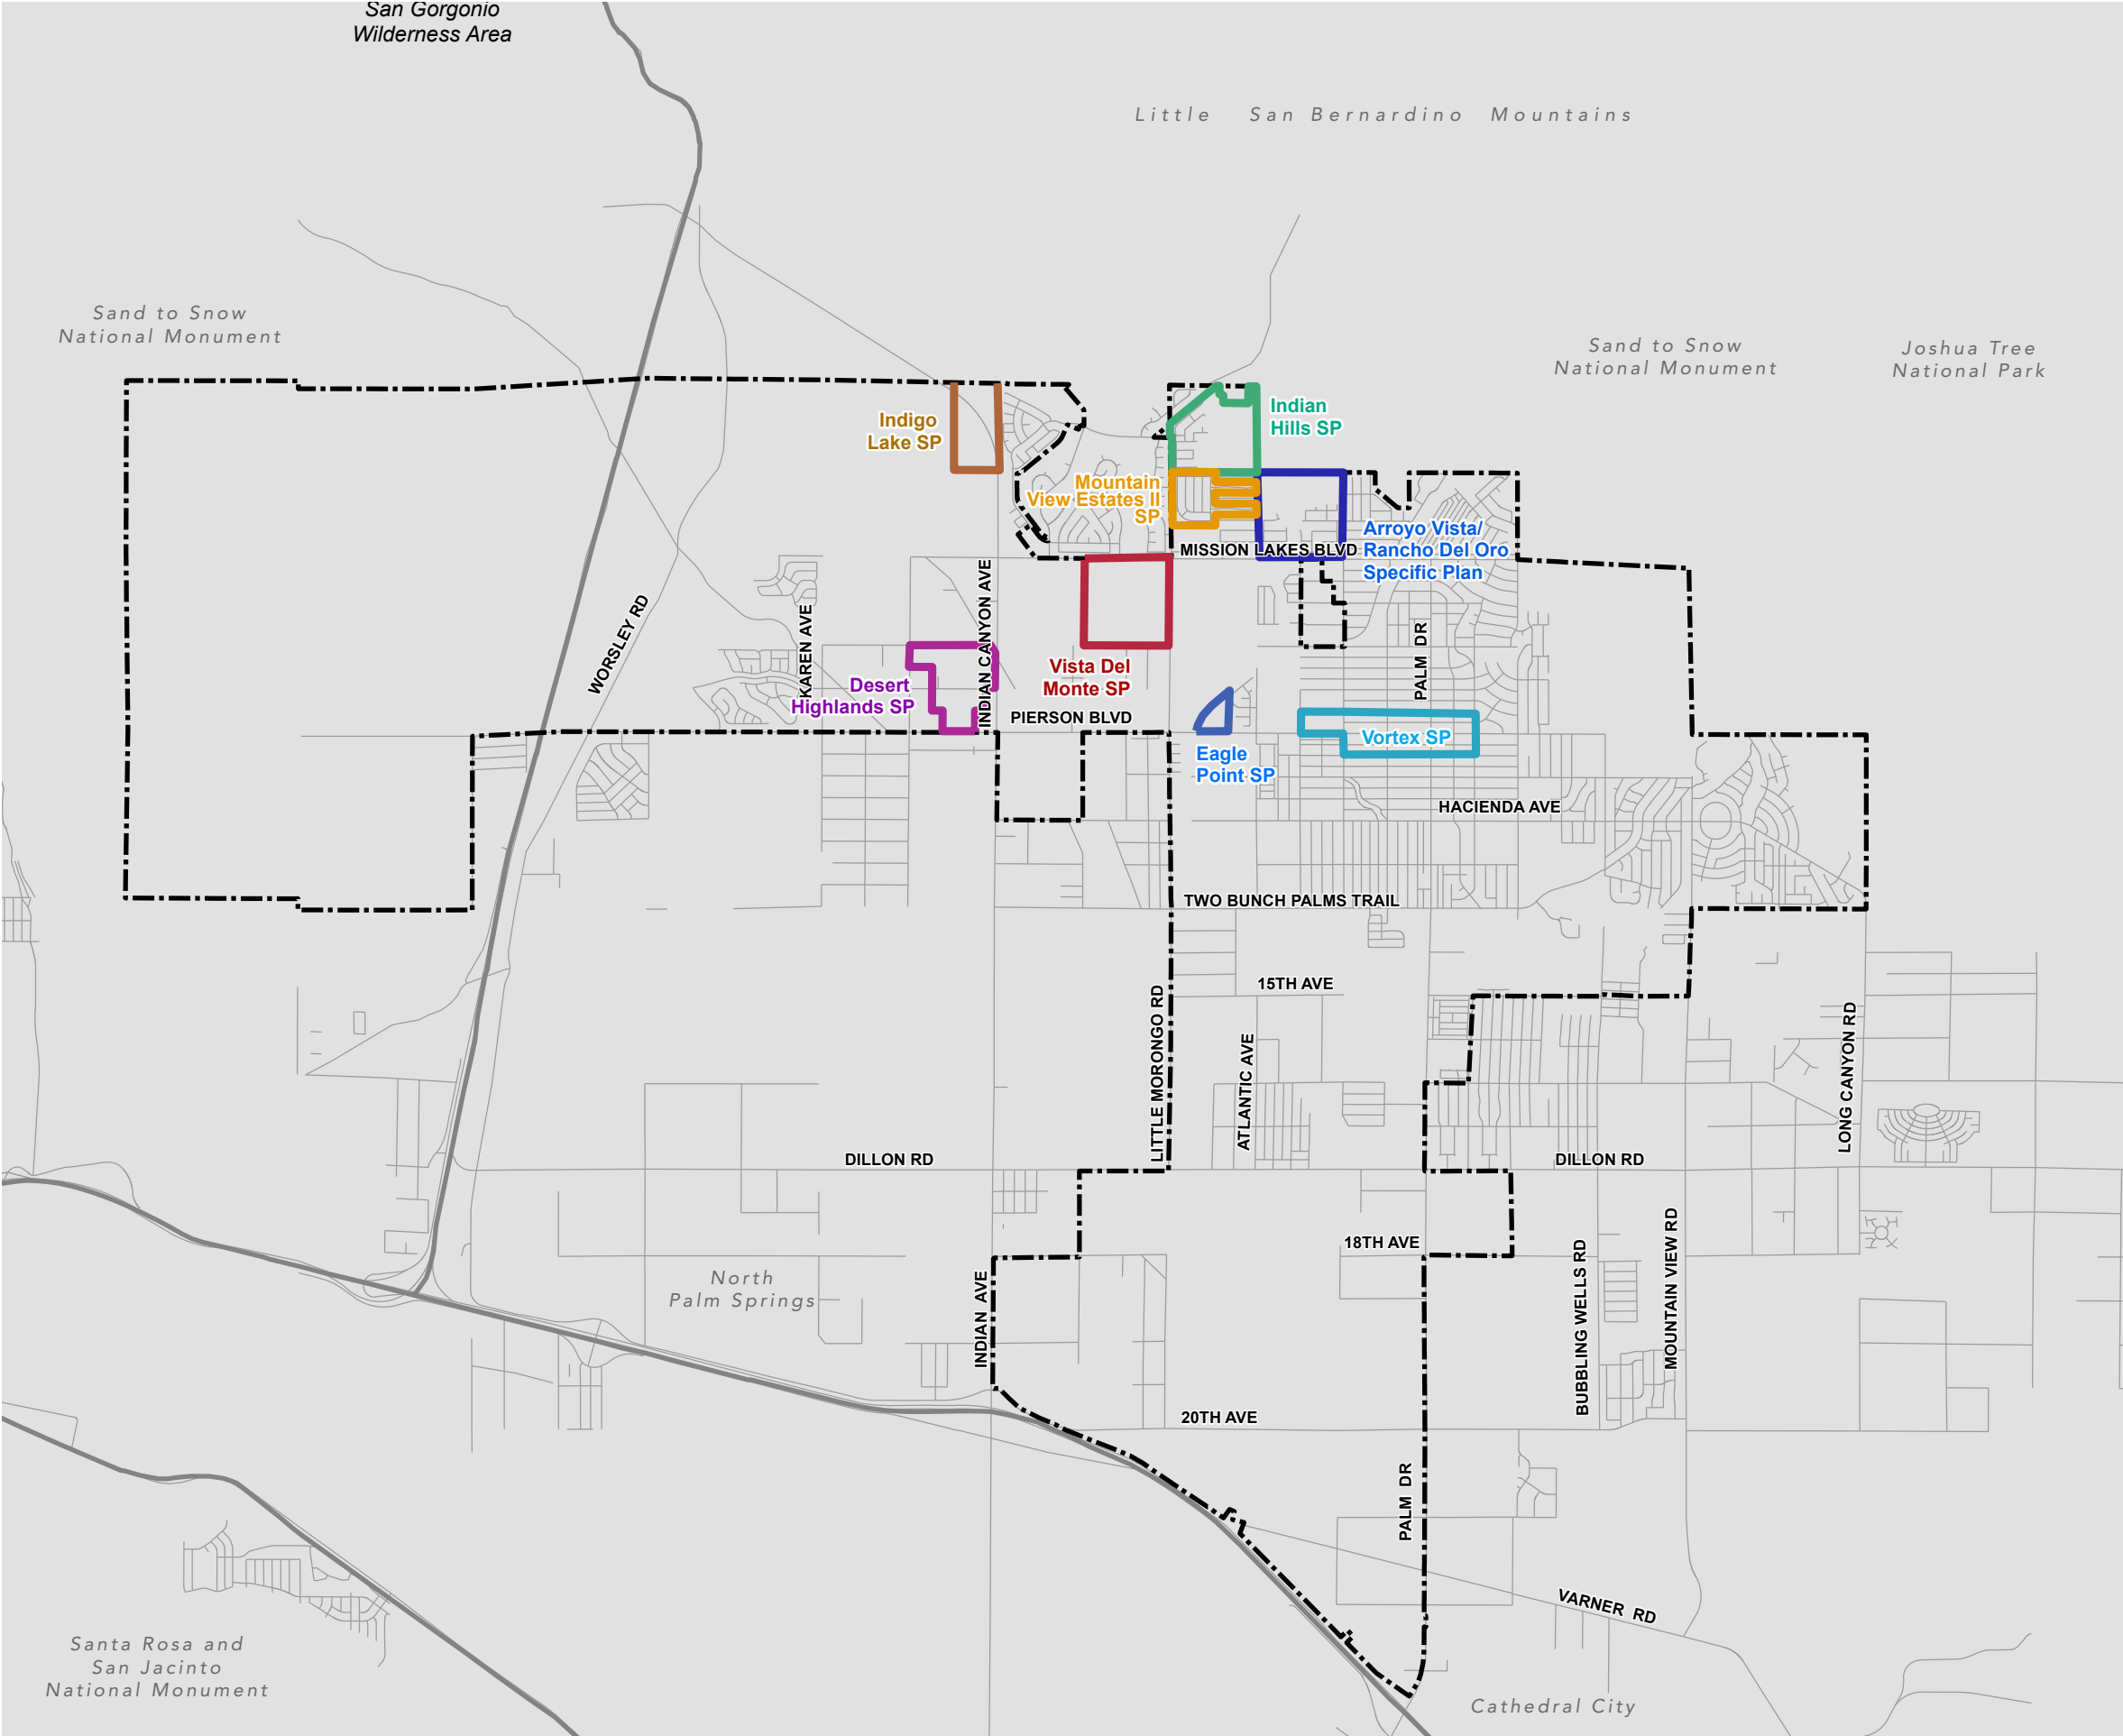 San Gorgonio
Wilderness Area
Little San Bernardino Mountains
Sand to Snow
National Monument
Sand to Snow
National Monument
Joshua Tree
National Park
Indigo
Lake SP
Indian
Hills SP
Mountain
View Estates II
SP
Arroyo Vista/
Rancho Del Oro
Specific Plan
MISSION LAKES BLVD
WORSLEY RD
KAREN AVE
INDIAN CANYON AVE
PALM DR
Vista Del
Monte SP
Desert
Highlands SP
PIERSON BLVD
Vortex SP
Eagle
Point SP
HACIENDA AVE
TWO BUNCH PALMS TRAIL
15TH AVE
LITTLE MORONGO RD
ATLANTIC AVE
LONG CANYON RD
DILLON RD
DILLON RD
18TH AVE
North
Palm Springs
INDIAN AVE
BUBBLING WELLS RD
MOUNTAIN VIEW RD
20TH AVE
PALM DR
VARNER RD
Santa Rosa and
San Jacinto
National Monument
Cathedral City